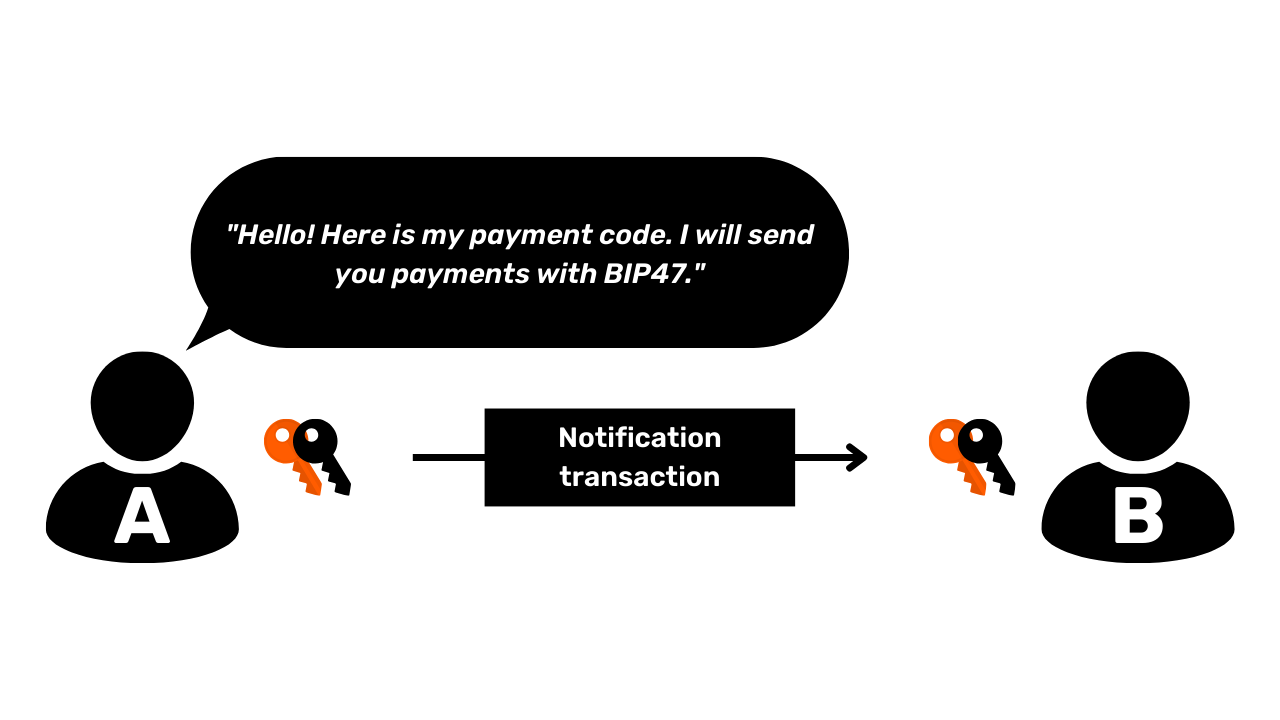 "Hello! Here is my payment code. I will send
you payments with BIP47."
Notification
transaction
A
B